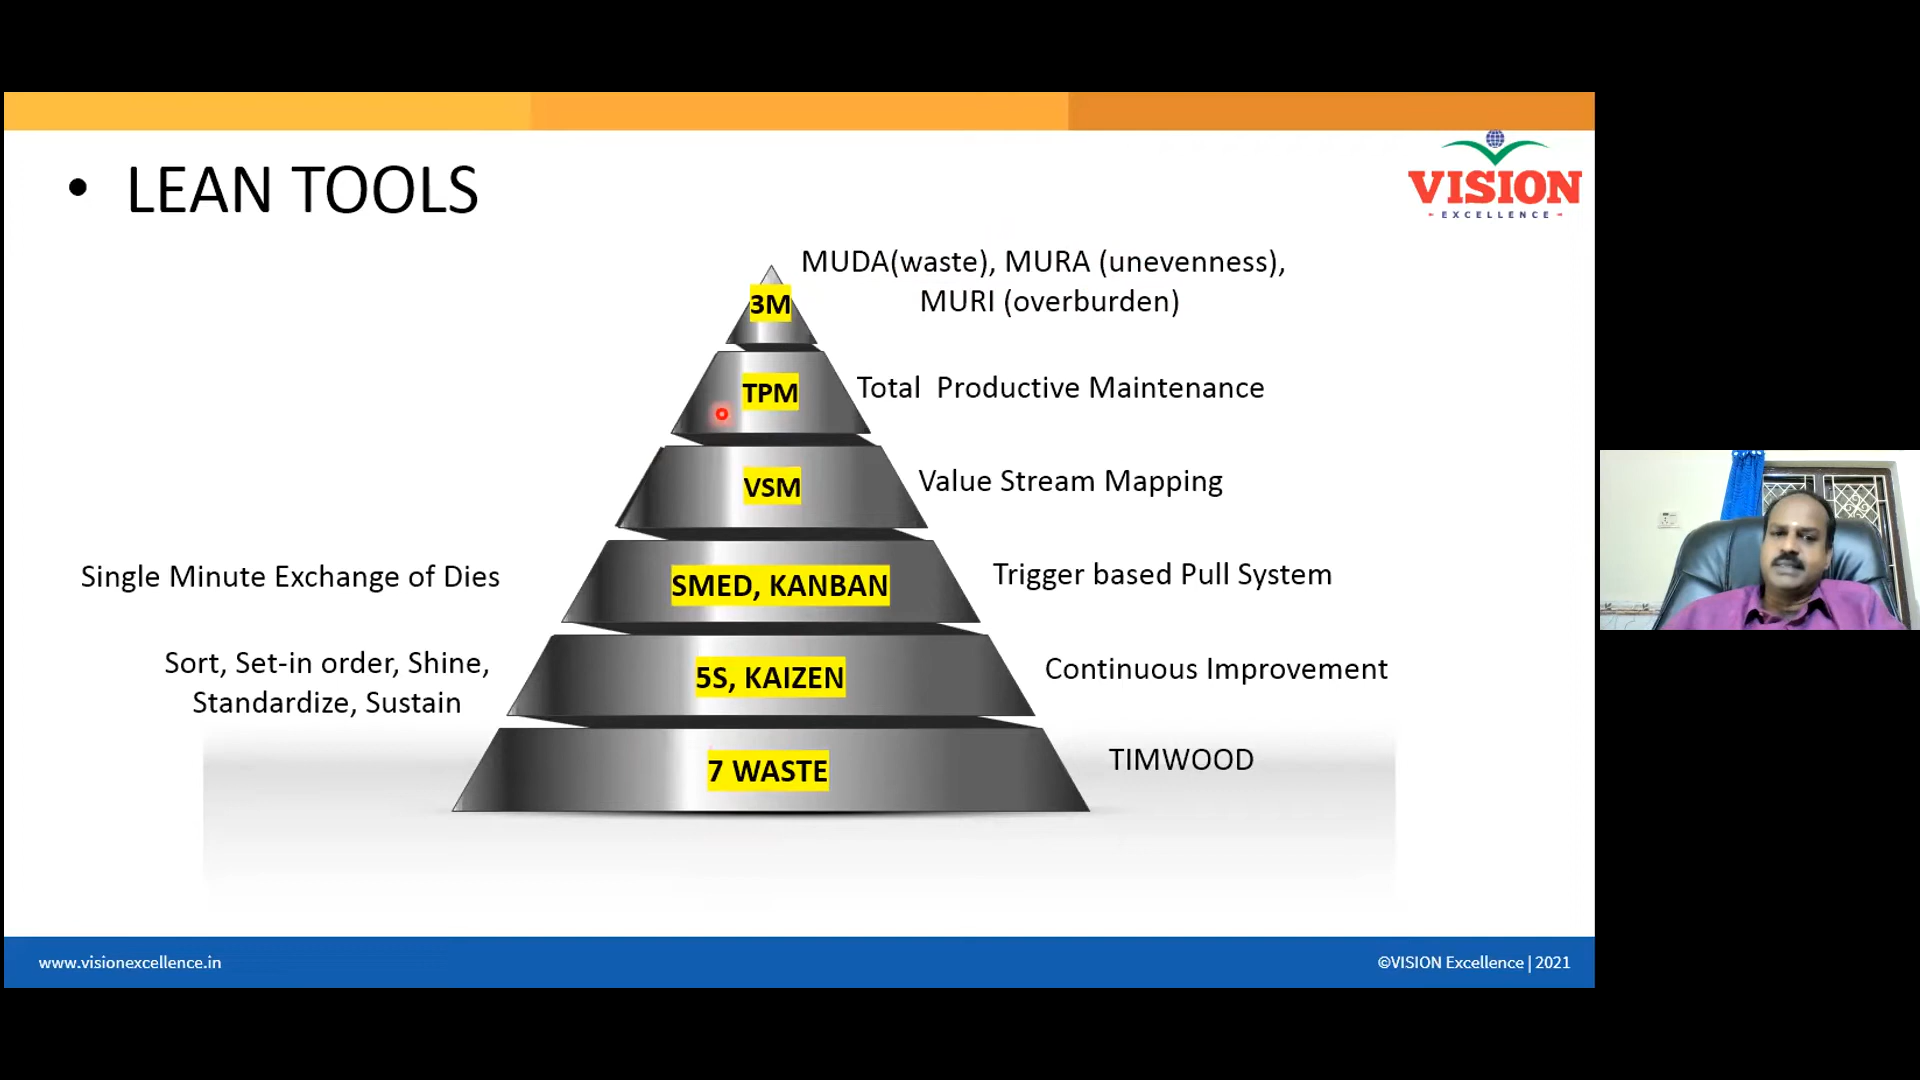 • LEAN TOOLS
VISION
EXCELLENCE
MUDA(waste), MURA (unevenness),
MURI (overburden)
3M
TPM
Total Productive Maintenance
VSM
Value Stream Mapping
Single Minute Exchange of Dies
SMED, KANBAN
Trigger based Pull System
Sort, Set-in order, Shine,
Standardize, Sustain
5S, KAIZEN
Continuous Improvement
7 WASTE
TIMWOOD
www.visionexcellence.in
©VISION Excellence | 2021